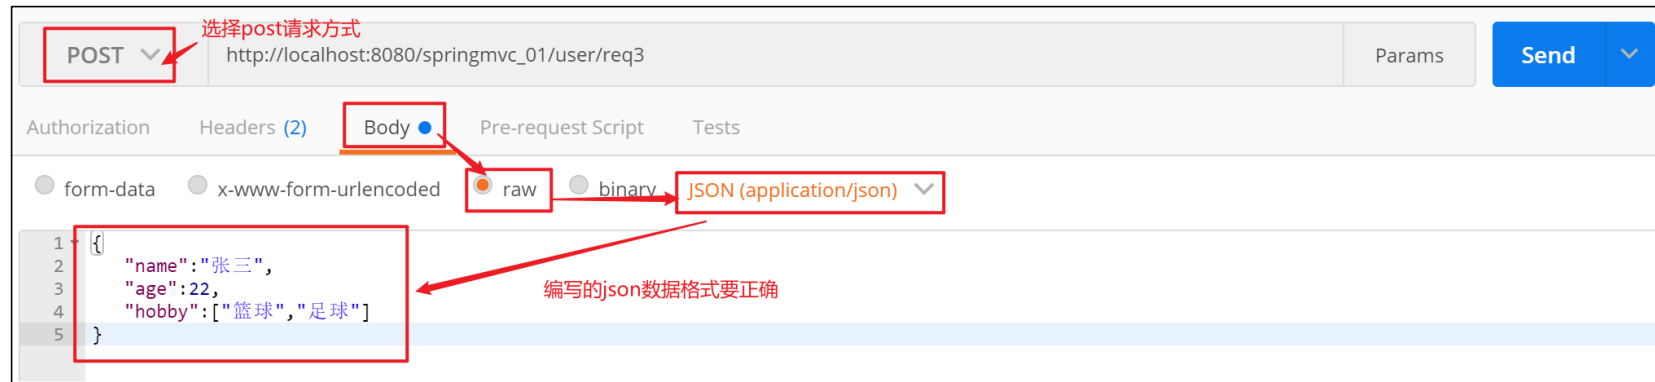 选择post请求方式
POST http://localhost:8080/springmvc_01/user/req3 Params Send
Authorization Headers (2) Body Pre-request Script Tests
form-data x-www-form-urlencoded raw binary JSON (application/json)
1 {
2 "name":"张三",
3 "age":22,
编写的json数据格式要正确
4 "hobby":["篮球","足球"]
5 }